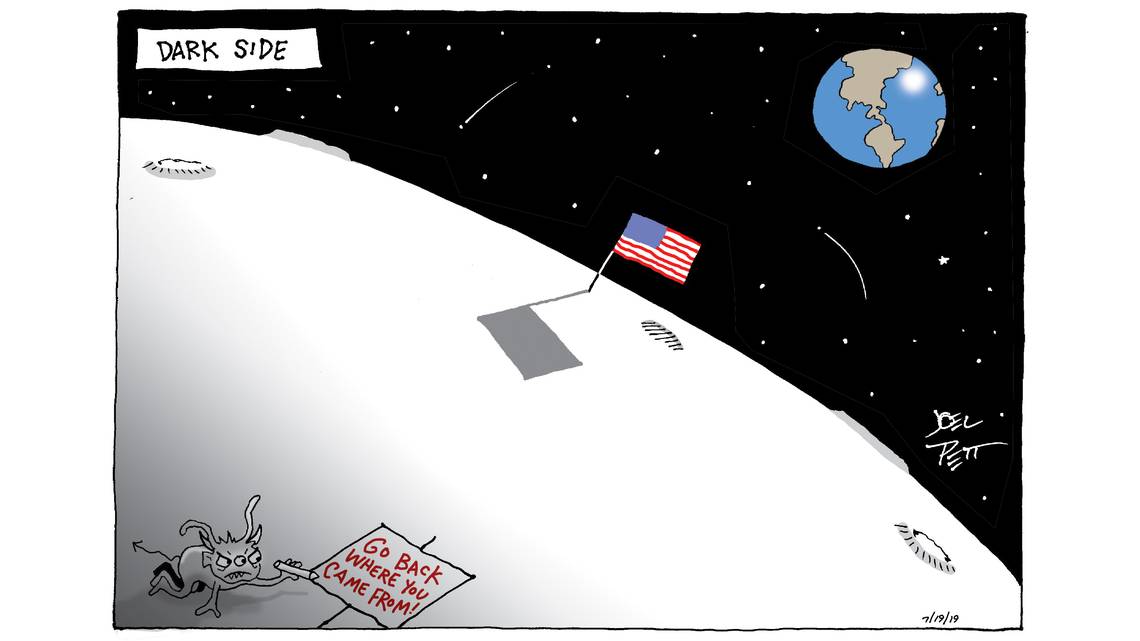 DARK SIDE
JOEL
PETT
GO BACK
WHERE YOU
CAME FROM!
7/19/19